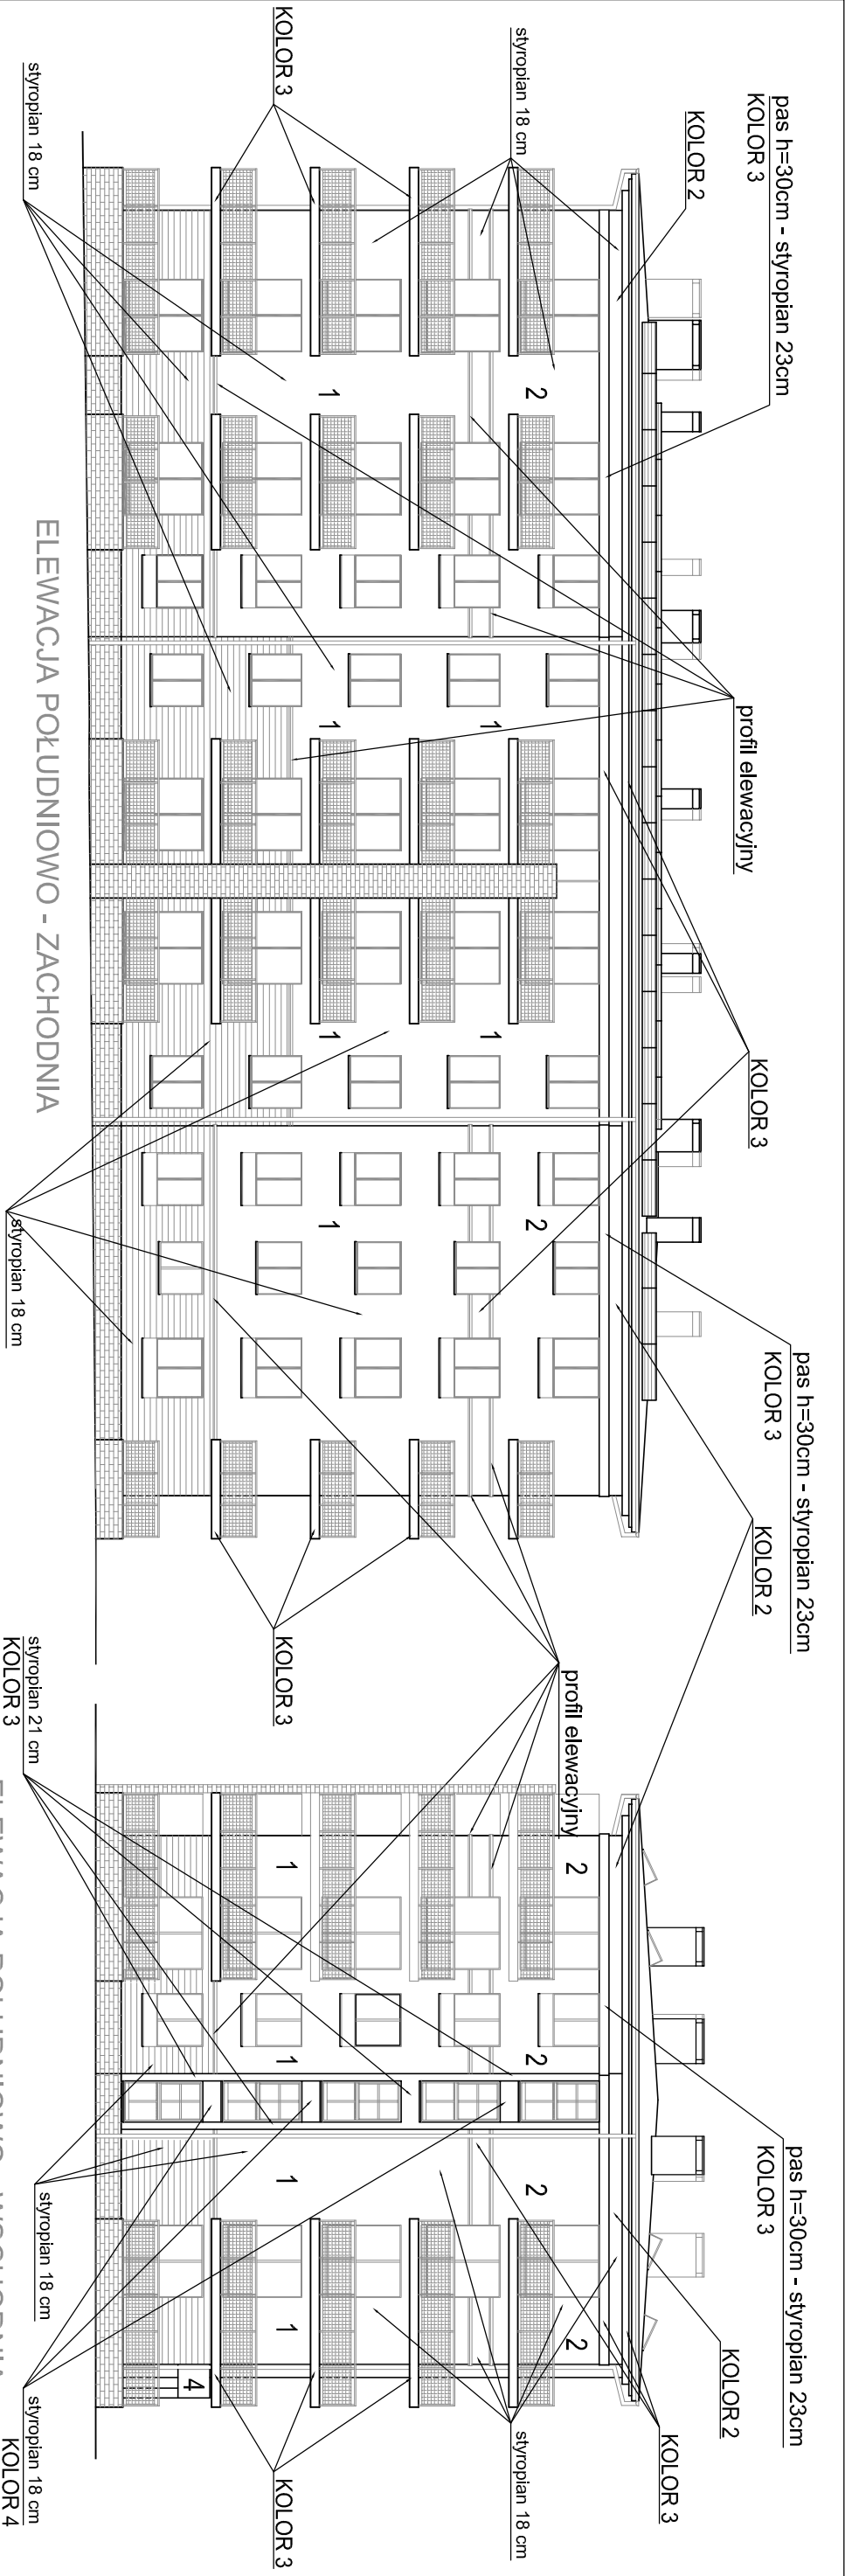 pas h=30cm - styropian 23cm
KOLOR 3
KOLOR 2
styropian 18 cm
KOLOR 3
styropian 18 cm
profil elewacyjny
KOLOR 3
pas h=30cm - styropian 23cm
KOLOR 3
KOLOR 2
1
2
1
1
1
1
1
2
styropian 18 cm
KOLOR 3
ELEWACJA POŁUDNIOWO - ZACHODNIA
profil elewacyjny
pas h=30cm - styropian 23cm
KOLOR 3
KOLOR 2
KOLOR 3
styropian 18 cm
KOLOR 3
2
2
2
2
1
1
1
1
4
styropian 21 cm
KOLOR 3
styropian 18 cm
styropian 18 cm
KOLOR 4